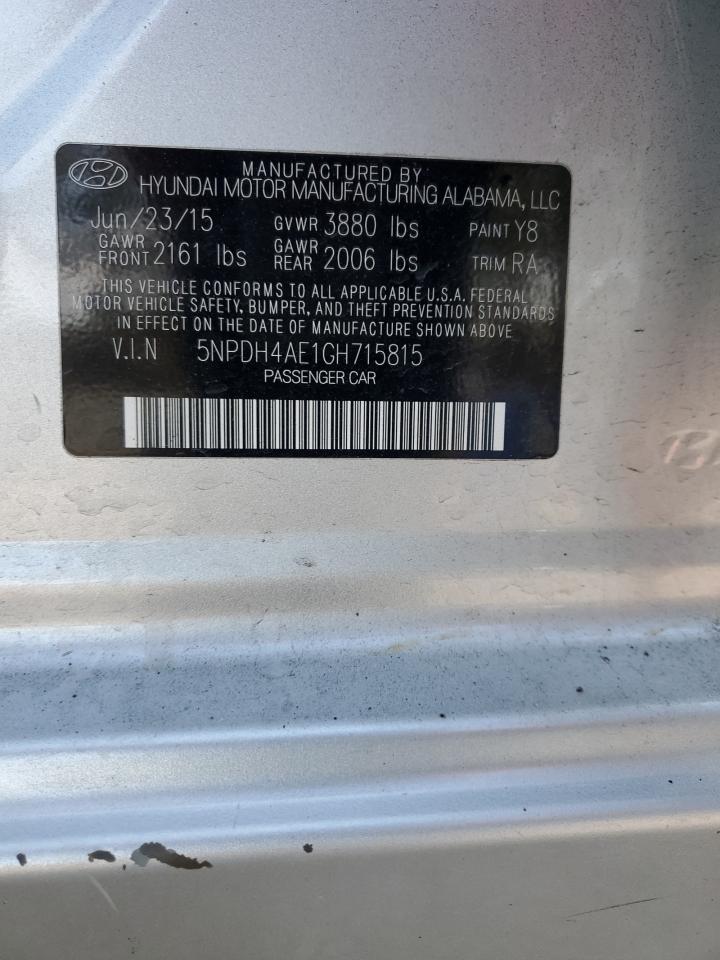 MANUFACTURED BY
HYUNDAI MOTOR MANUFACTURING ALABAMA, LLC
Jun/23/15 GVWR 3880 lbs PAINT Y8
GAWR FRONT 2161 lbs GAWR REAR 2006 lbs TRIM RA
THIS VEHICLE CONFORMS TO ALL APPLICABLE U.S.A. FEDERAL
MOTOR VEHICLE SAFETY, BUMPER, AND THEFT PREVENTION STANDARDS
IN EFFECT ON THE DATE OF MANUFACTURE SHOWN ABOVE
V.I.N 5NPDH4AE1GH715815
PASSENGER CAR